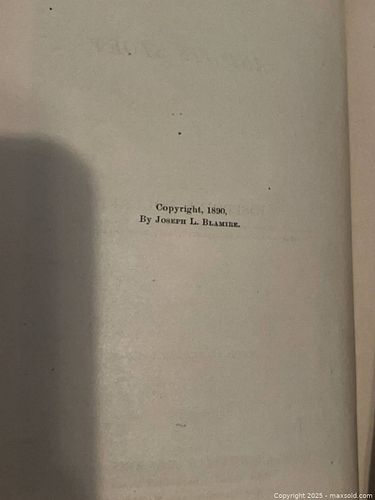 Copyright, 1890,
By Joseph L. Blamire.
Copyright 2025 - maxsold.com